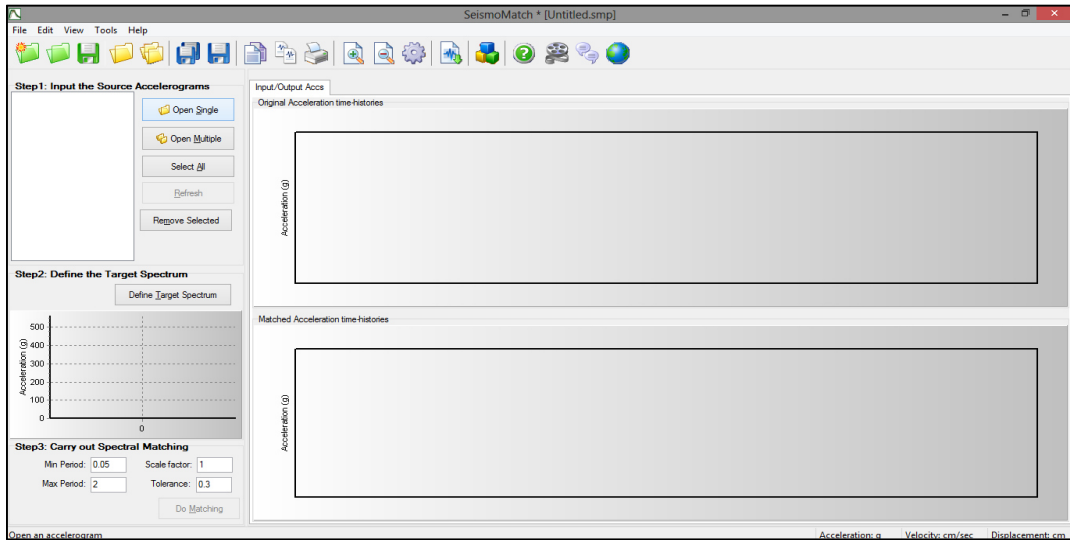 SeismoMatch * [Untitled.smp]
File Edit View Tools Help
Step1: Input the Source Accelerograms
Open Single
Open Multiple
Select All
Refresh
Remove Selected
Step2: Define the Target Spectrum
Define Target Spectrum
Acceleration (g)
500
400
300
200
100
0
0
Step3: Carry out Spectral Matching
Min Period: 0.05 Scale factor: 1
Max Period: 2 Tolerance: 0.3
Do Matching
Input/Output Accs
Original Acceleration time-histories
Acceleration (g)
Matched Acceleration time-histories
Acceleration (g)
Open an accelerogram
Acceleration: g Velocity: cm/sec Displacement: cm